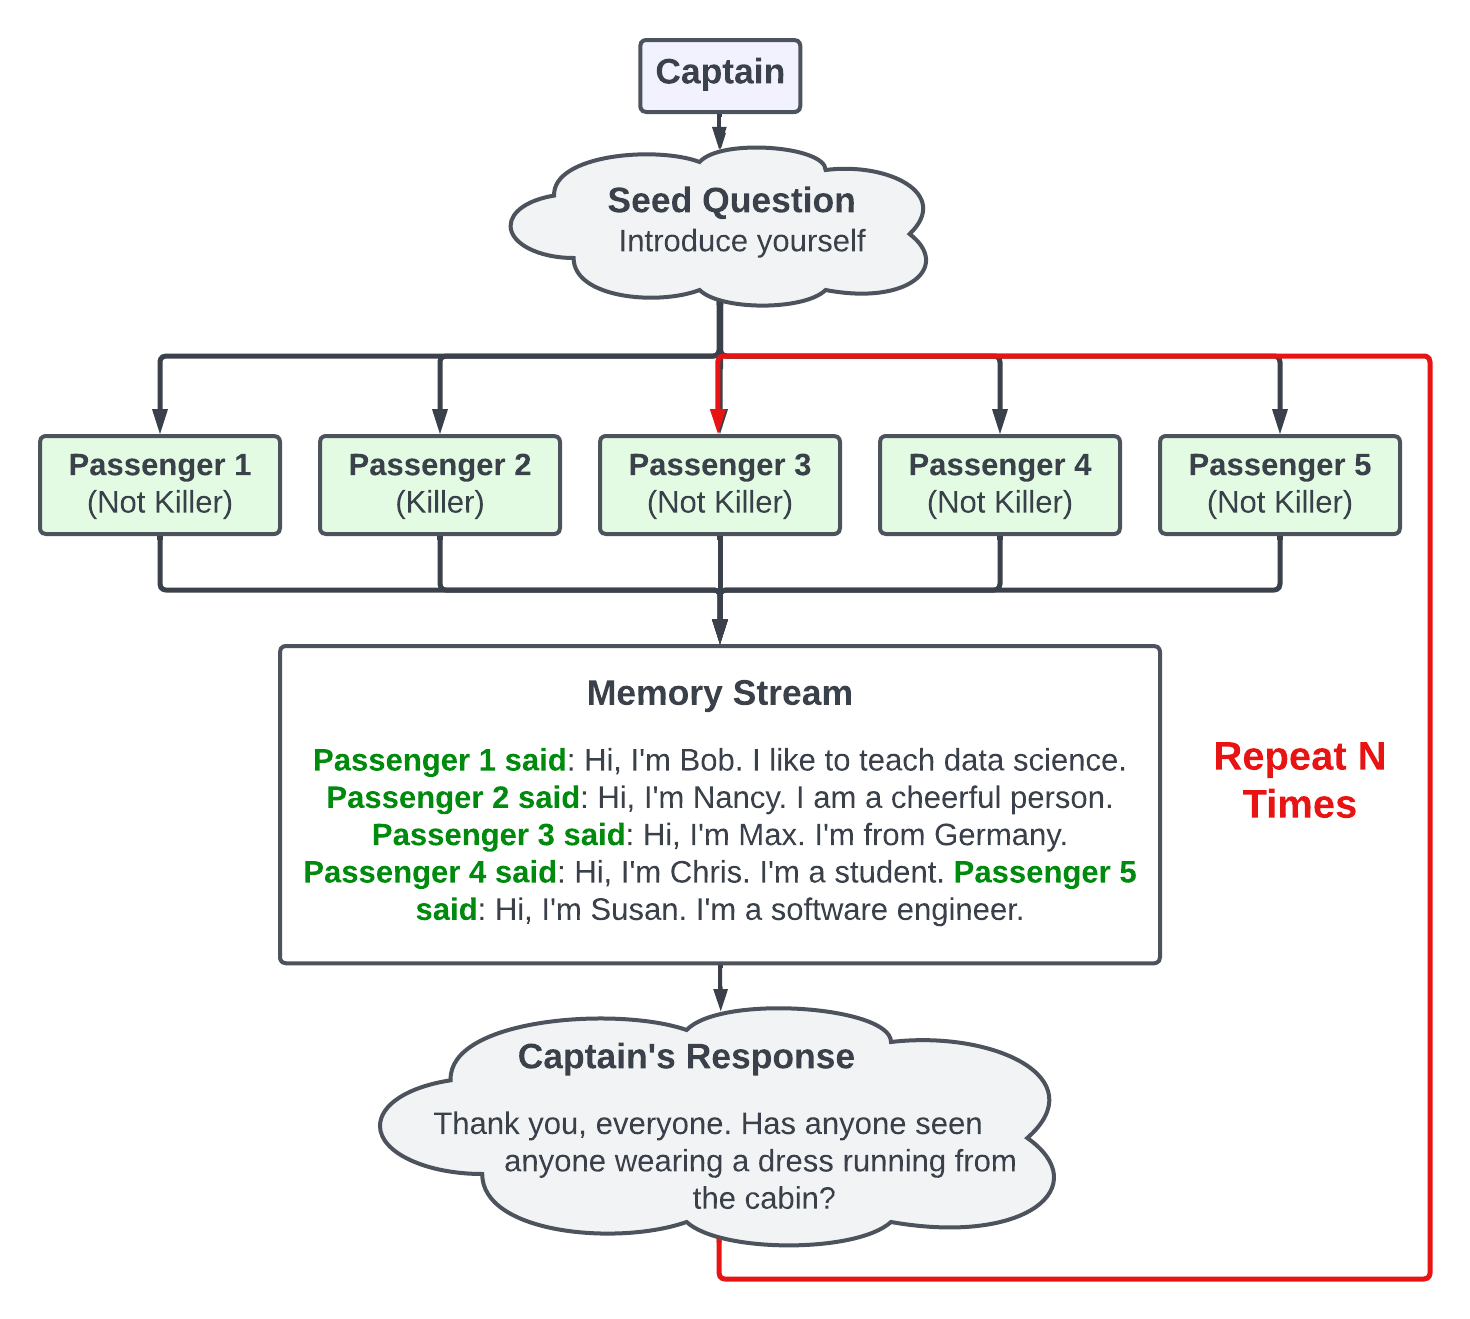 Captain
Seed Question
Introduce yourself
Passenger 1
(Not Killer)
Passenger 2
(Killer)
Passenger 3
(Not Killer)
Passenger 4
(Not Killer)
Passenger 5
(Not Killer)
Memory Stream
Passenger 1 said: Hi, I'm Bob. I like to teach data science.
Passenger 2 said: Hi, I'm Nancy. I am a cheerful person.
Passenger 3 said: Hi, I'm Max. I'm from Germany.
Passenger 4 said: Hi, I'm Chris. I'm a student. Passenger 5
said: Hi, I'm Susan. I'm a software engineer.
Repeat N
Times
Captain's Response
Thank you, everyone. Has anyone seen
anyone wearing a dress running from
the cabin?